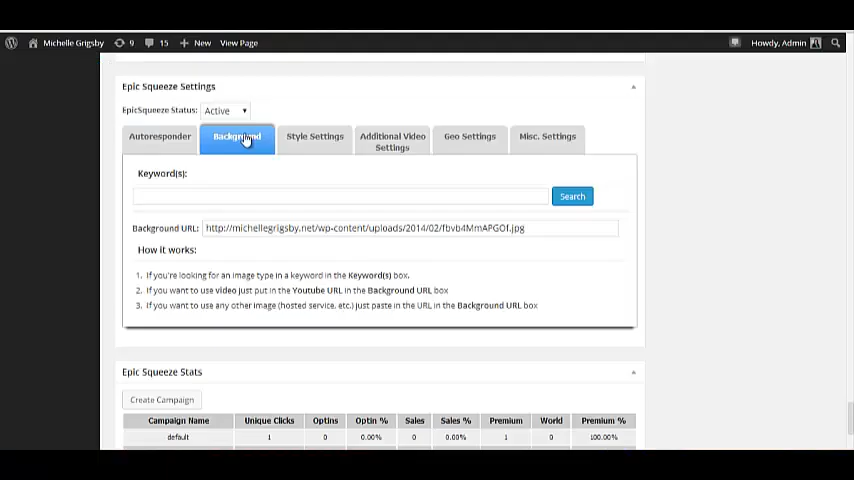 Michelle Grigsby 9 15 + New View Page Howdy, Admin
Epic Squeeze Settings
EpicSqueeze Status: Active
Autoresponder Background Style Settings Additional Video Settings Geo Settings Misc. Settings
Keyword(s):
Search
Background URL: http://michellegrigsby.net/wp-content/uploads/2014/02/fbvb4MmAPGOf.jpg
How it works:
1. If you're looking for an image type in a keyword in the Keyword(s) box.
2. If you want to use video just put in the Youtube URL in the Background URL box
3. If you want to use any other image (hosted service, etc.) just paste in the URL in the Background URL box
Epic Squeeze Stats
Create Campaign
Campaign Name Unique Clicks Optins Optin % Sales Sales % Premium World Premium %
default 1 0 0.00% 0 0.00% 1 0 100.00%